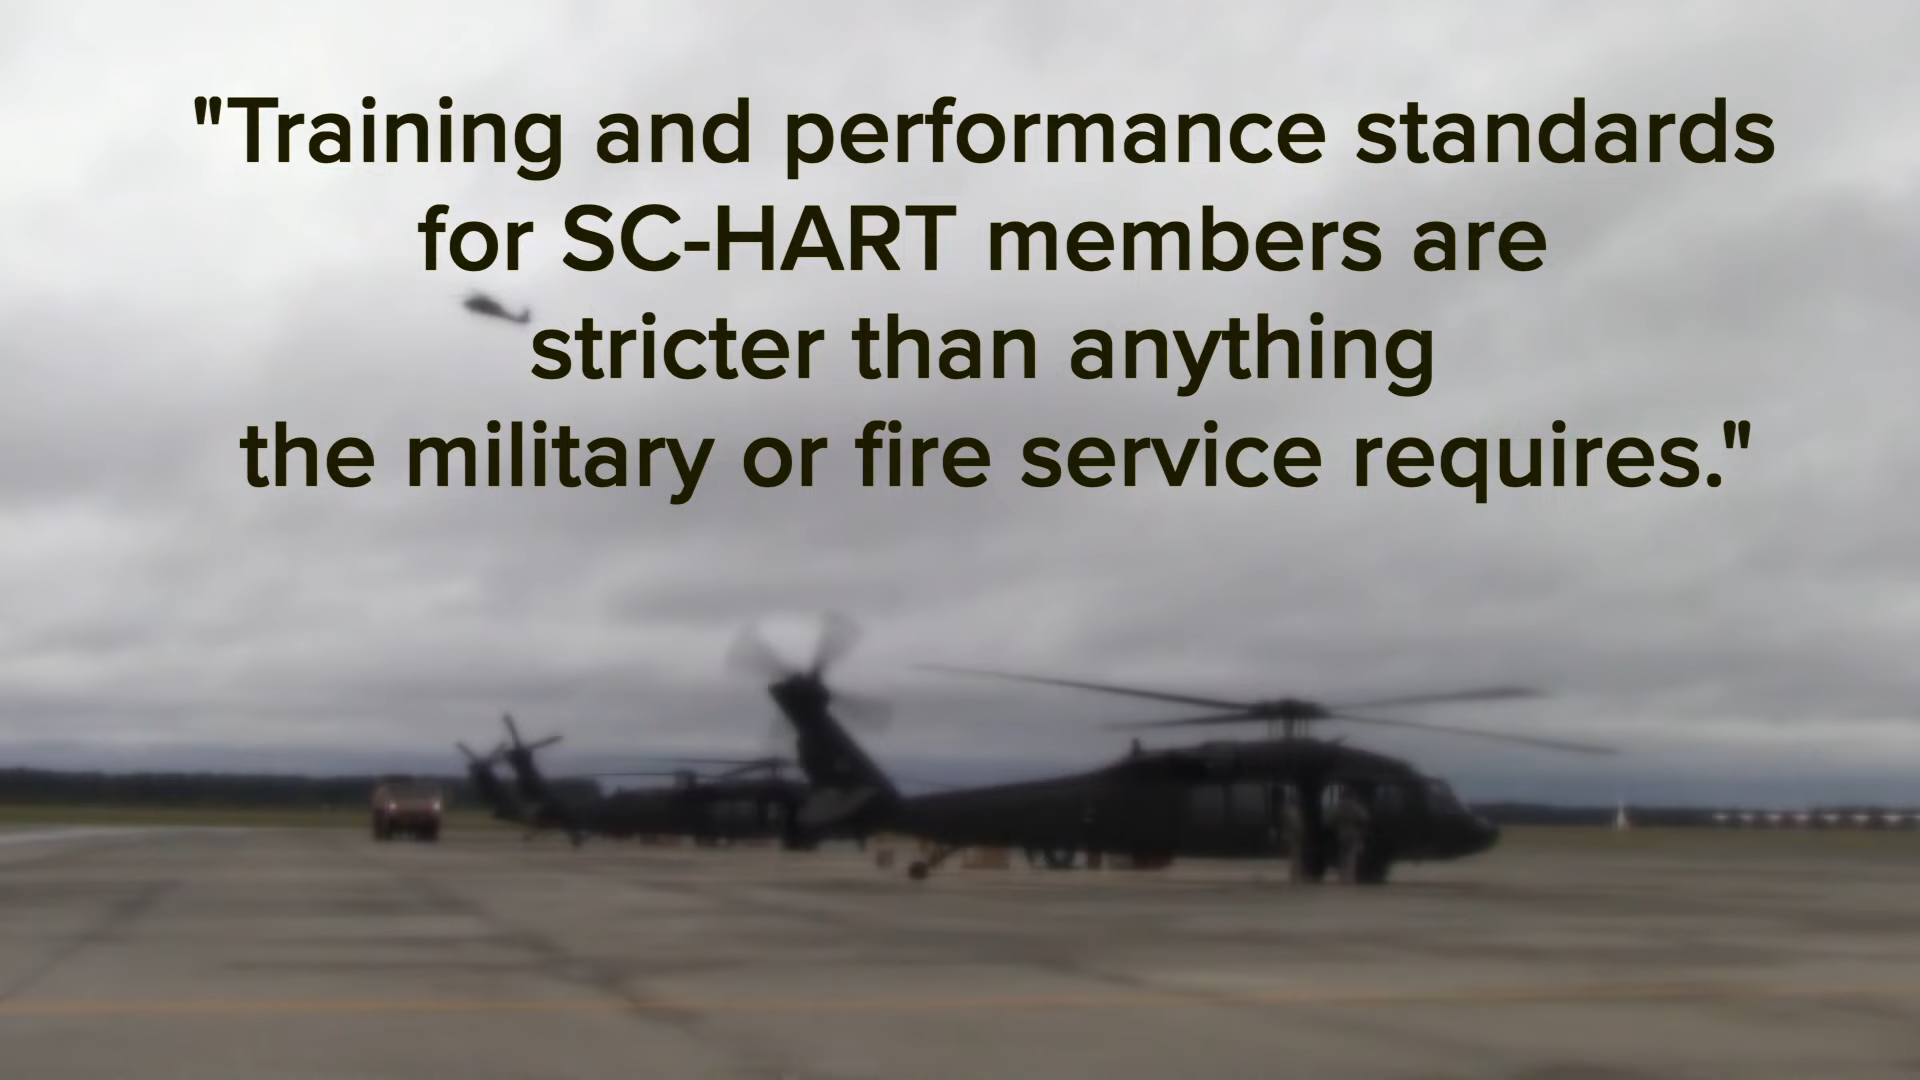 "Training and performance standards
for SC-HART members are
stricter than anything
the military or fire service requires."